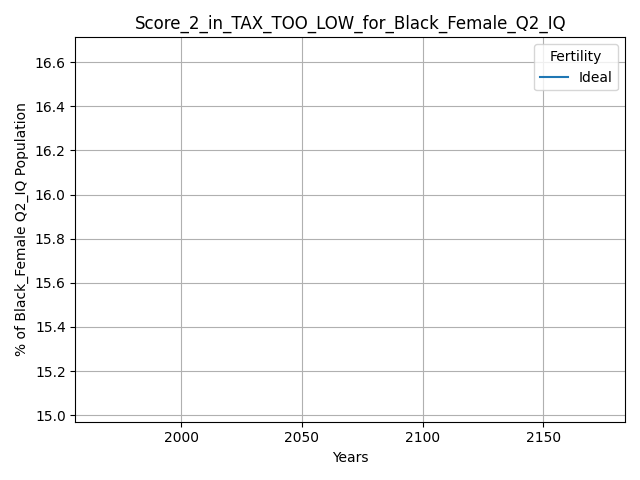 Score_2_in_TAX_TOO_LOW_for_Black_Female_Q2_IQ
Fertility
Ideal
% of Black_Female Q2_IQ Population
16.6
16.4
16.2
16.0
15.8
15.6
15.4
15.2
15.0
2000 2050 2100 2150
Years